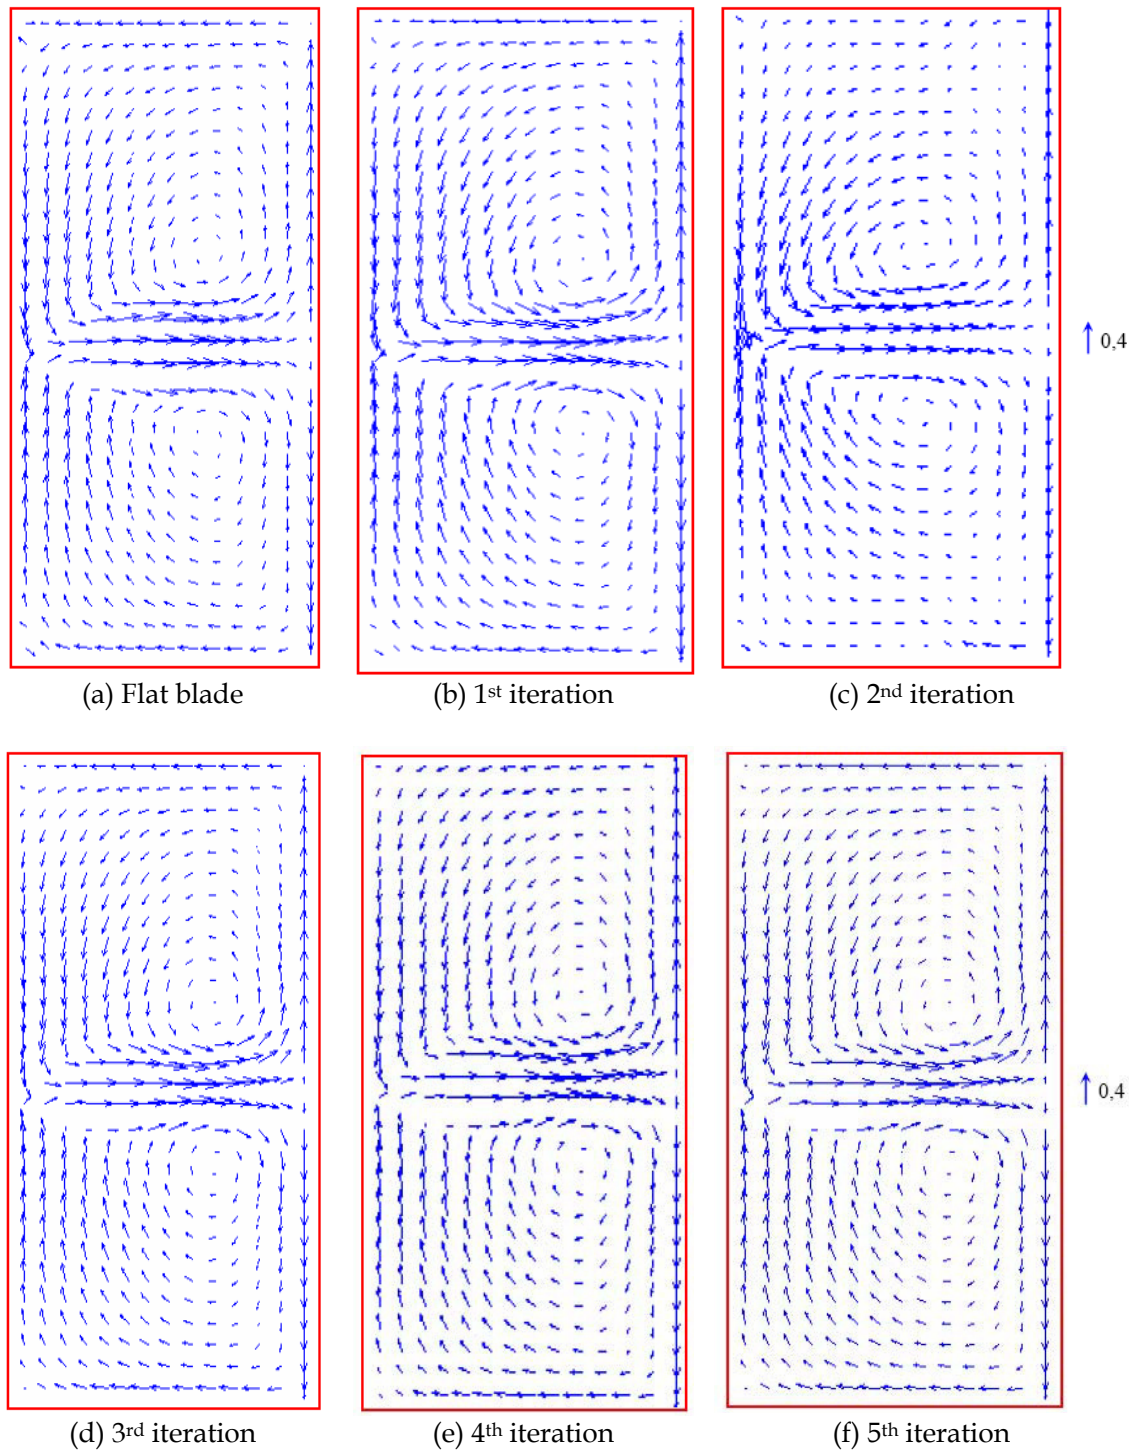 0,4
(a) Flat blade
(b) 1st iteration
(c) 2nd iteration
0,4
(d) 3rd iteration
(e) 4th iteration
(f) 5th iteration